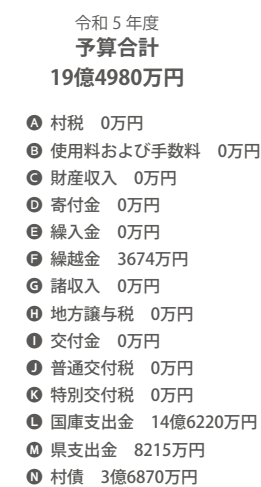 令和 5 年度
予算合計
19億4980万円
A 村税　0万円
B 使用料および手数料　0万円
C 財産収入　0万円
D 寄付金　0万円
E 繰入金　0万円
F 繰越金　3674万円
G 諸収入　0万円
H 地方譲与税　0万円
I 交付金　0万円
J 普通交付税　0万円
K 特別交付税　0万円
L 国庫支出金　14億6220万円
M 県支出金　8215万円
N 村債　3億6870万円